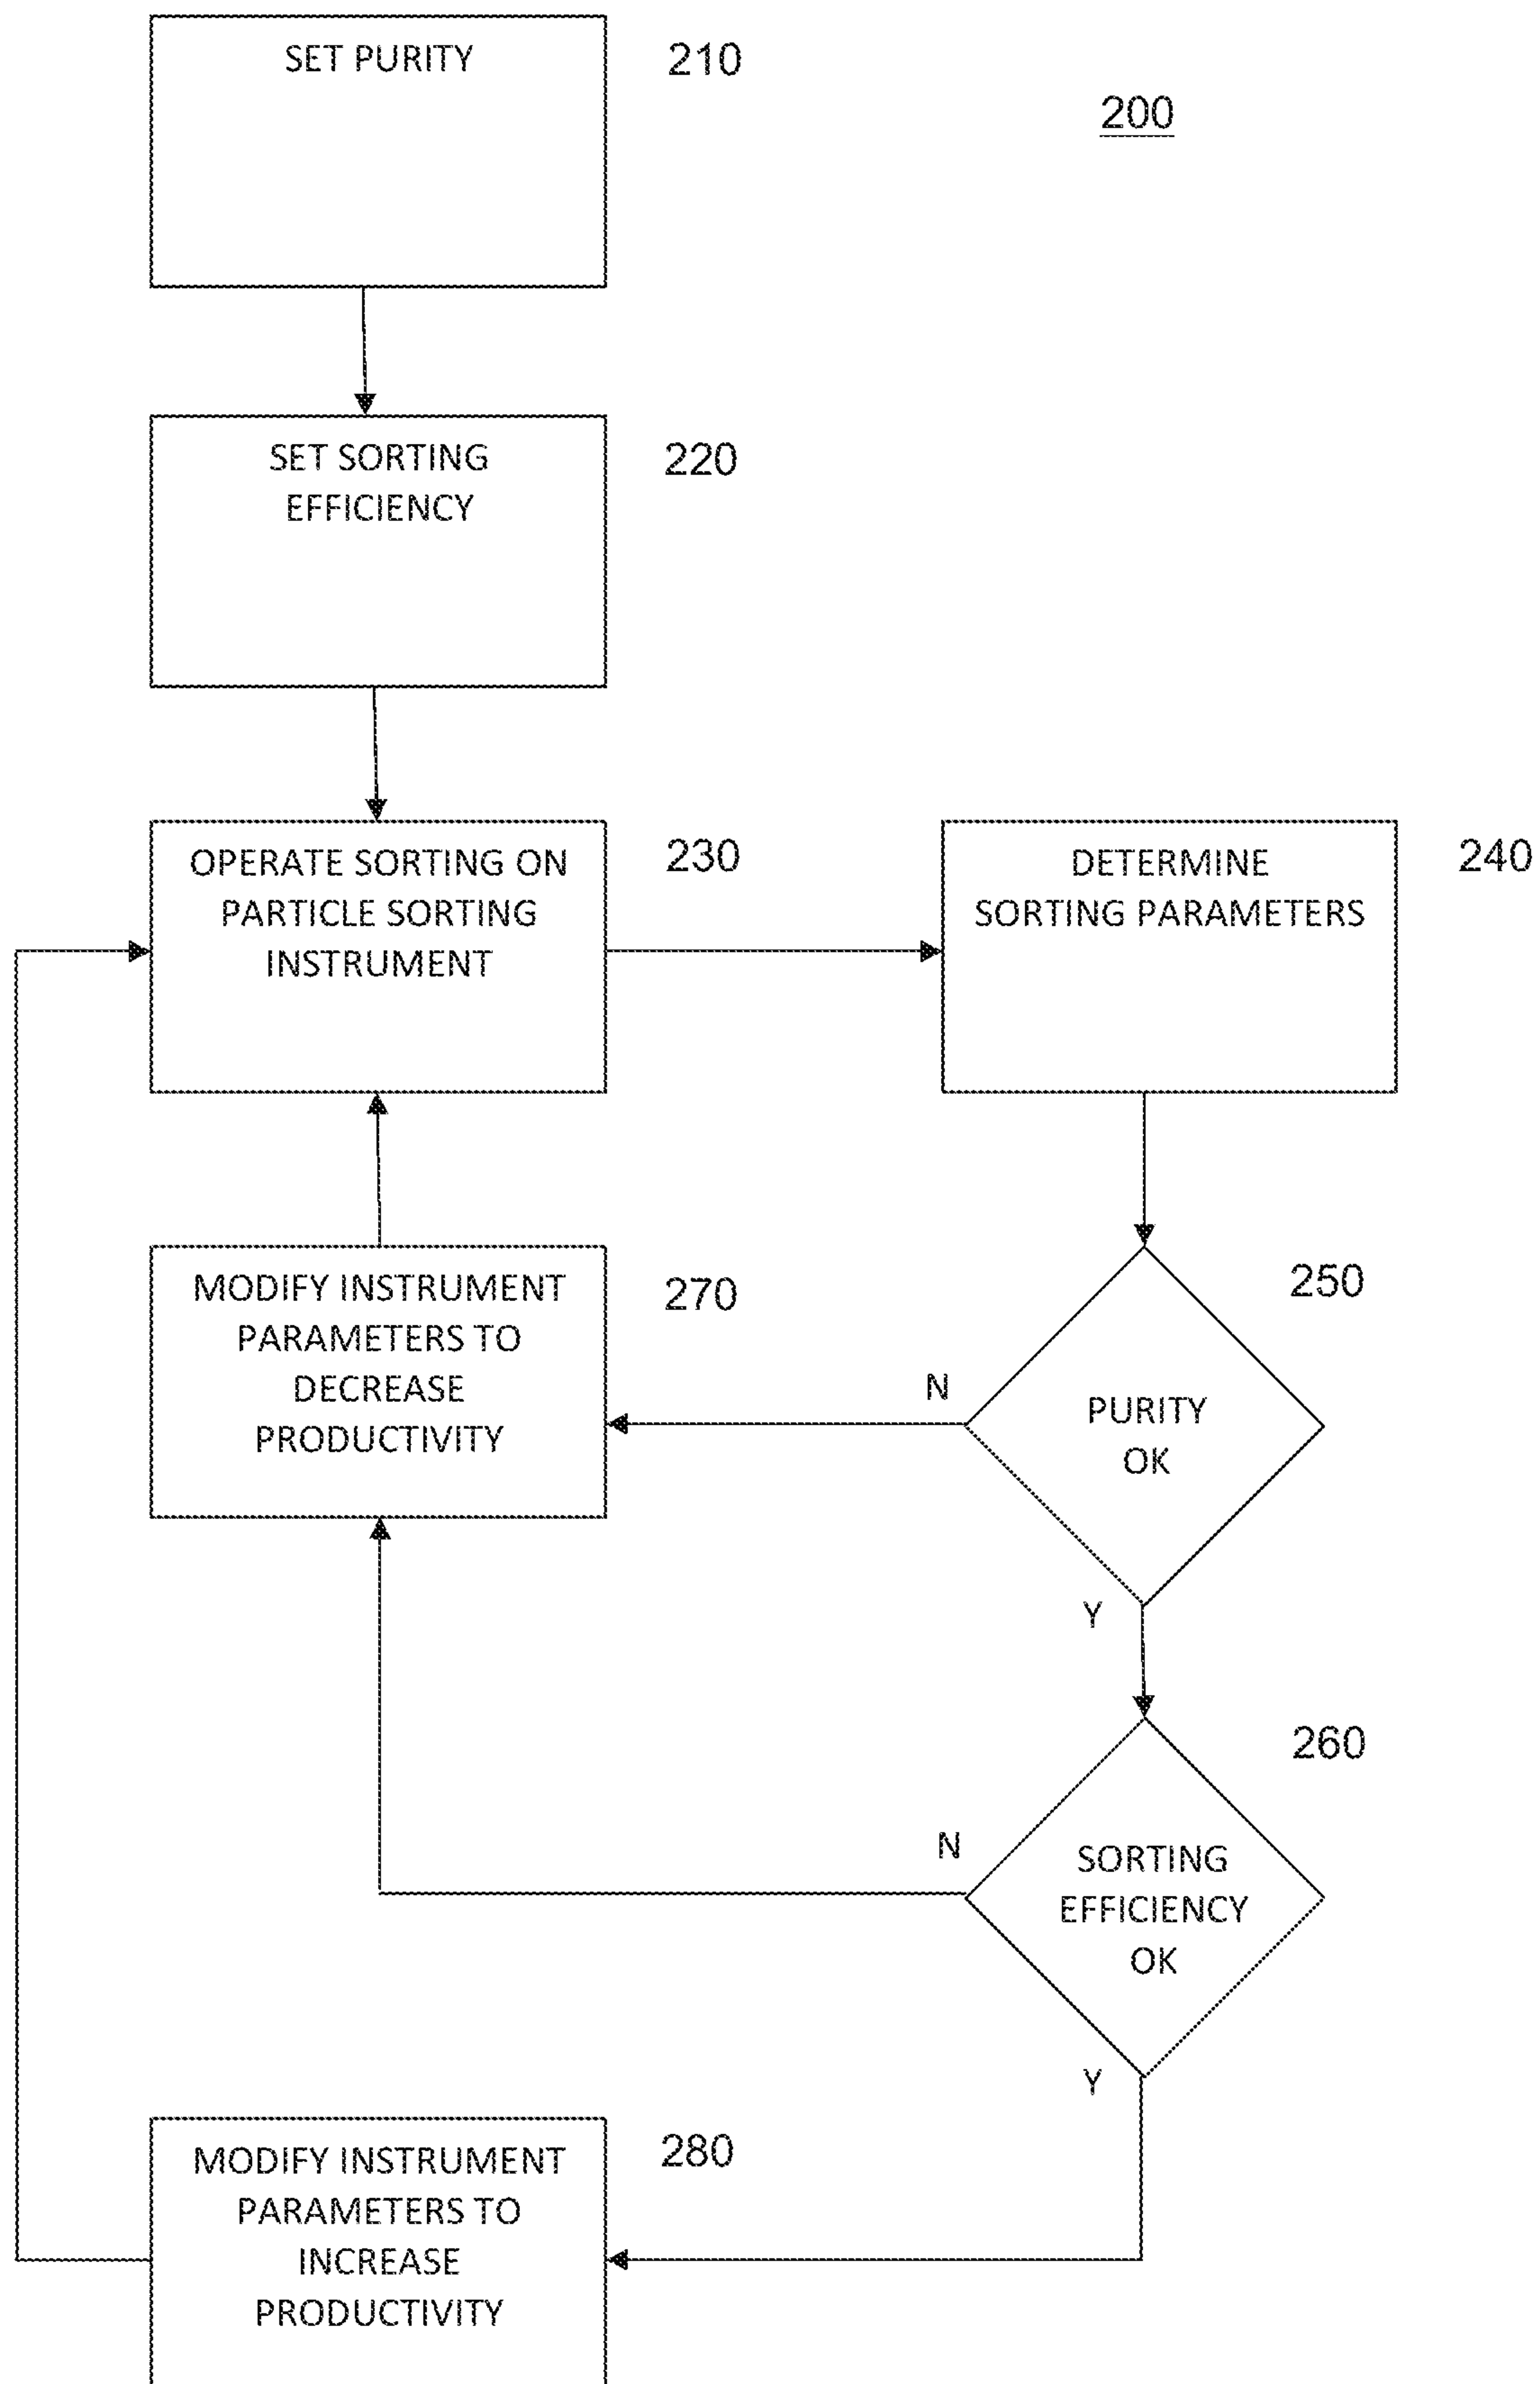 SET PURITY
210
200
SET SORTING
EFFICIENCY
220
OPERATE SORTING ON
PARTICLE SORTING
INSTRUMENT
230
DETERMINE
SORTING PARAMETERS
240
MODIFY INSTRUMENT
PARAMETERS TO
DECREASE
PRODUCTIVITY
270
N
PURITY
OK
250
Y
N
SORTING
EFFICIENCY
OK
260
Y
MODIFY INSTRUMENT
PARAMETERS TO
INCREASE
PRODUCTIVITY
280